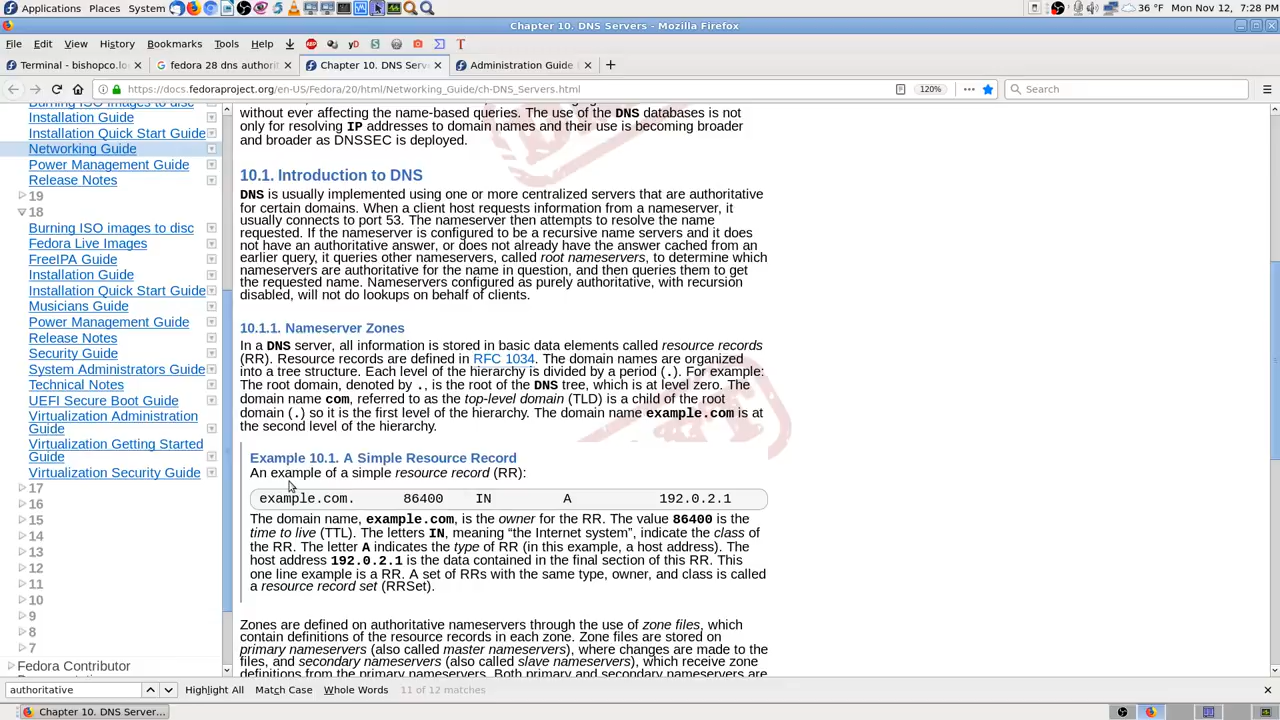 Applications Places System 36 °F Mon Nov 12, 7:28 PM
Chapter 10. DNS Servers - Mozilla Firefox
File Edit View History Bookmarks Tools Help
Terminal - bishopco.lo
fedora 28 dns authorit
Chapter 10. DNS Serve
Administration Guide
https://docs.fedoraproject.org/en-US/Fedora/20/html/Networking_Guide/ch-DNS_Servers.html 120% Search
Burning ISO images to disc
Installation Guide
Installation Quick Start Guide
Networking Guide
Power Management Guide
Release Notes
19
18
Burning ISO images to disc
Fedora Live Images
FreeIPA Guide
Installation Guide
Installation Quick Start Guide
Musicians Guide
Power Management Guide
Release Notes
Security Guide
System Administrators Guide
Technical Notes
UEFI Secure Boot Guide
Virtualization Administration
Guide
Virtualization Getting Started
Guide
Virtualization Security Guide
17
16
15
14
13
12
11
10
9
8
7
Fedora Contributor
without ever affecting the name-based queries. The use of the DNS databases is not
only for resolving IP addresses to domain names and their use is becoming broader
and broader as DNSSEC is deployed.
10.1. Introduction to DNS
DNS is usually implemented using one or more centralized servers that are authoritative
for certain domains. When a client host requests information from a nameserver, it
usually connects to port 53. The nameserver then attempts to resolve the name
requested. If the nameserver is configured to be a recursive name servers and it does
not have an authoritative answer, or does not already have the answer cached from an
earlier query, it queries other nameservers, called root nameservers, to determine which
nameservers are authoritative for the name in question, and then queries them to get
the requested name. Nameservers configured as purely authoritative, with recursion
disabled, will not do lookups on behalf of clients.
10.1.1. Nameserver Zones
In a DNS server, all information is stored in basic data elements called resource records
(RR). Resource records are defined in RFC 1034. The domain names are organized
into a tree structure. Each level of the hierarchy is divided by a period (.). For example:
The root domain, denoted by ., is the root of the DNS tree, which is at level zero. The
domain name com, referred to as the top-level domain (TLD) is a child of the root
domain (.) so it is the first level of the hierarchy. The domain name example.com is at
the second level of the hierarchy.
Example 10.1. A Simple Resource Record
An example of a simple resource record (RR):
example.com. 86400 IN A 192.0.2.1
The domain name, example.com, is the owner for the RR. The value 86400 is the
time to live (TTL). The letters IN, meaning “the Internet system”, indicate the class of
the RR. The letter A indicates the type of RR (in this example, a host address). The
host address 192.0.2.1 is the data contained in the final section of this RR. This
one line example is a RR. A set of RRs with the same type, owner, and class is called
a resource record set (RRSet).
Zones are defined on authoritative nameservers through the use of zone files, which
contain definitions of the resource records in each zone. Zone files are stored on
primary nameservers (also called master nameservers), where changes are made to the
files, and secondary nameservers (also called slave nameservers), which receive zone
definitions from the primary nameservers. Both primary and secondary nameservers are
authoritative Highlight All Match Case Whole Words 11 of 12 matches
Chapter 10. DNS Server...